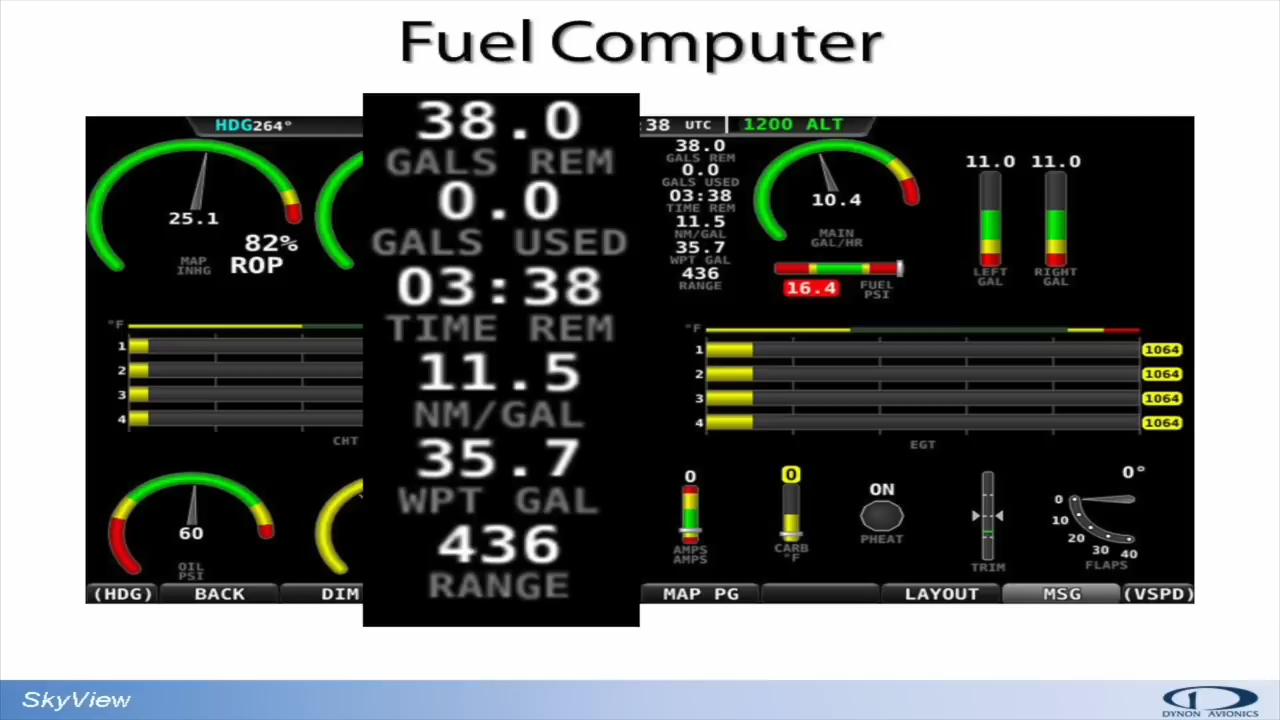 Fuel Computer
HDG264°
:38 UTC
1200 ALT
25.1
MAP
INHG
82%
ROP
38.0
GALS REM
0.0
GALS USED
03:38
TIME REM
11.5
NM/GAL
35.7
WPT GAL
436
RANGE
38.0
GALS REM
0.0
GALS USED
03:38
TIME REM
11.5
NM/GAL
35.7
WPT GAL
436
RANGE
10.4
MAIN
GAL/HR
16.4
FUEL
PSI
11.0 11.0
LEFT
GAL
RIGHT
GAL
°F
1
2
3
4
CHT
°F
1 1064
2 1064
3 1064
4 1064
EGT
60
OIL
PSI
0
AMPS
AMPS
0
CARB
°F
ON
PHEAT
TRIM
0°
0
10
20
30
40
FLAPS
(HDG) BACK DIM MAP PG LAYOUT MSG (VSPD)
SkyView
DYNON AVIONICS